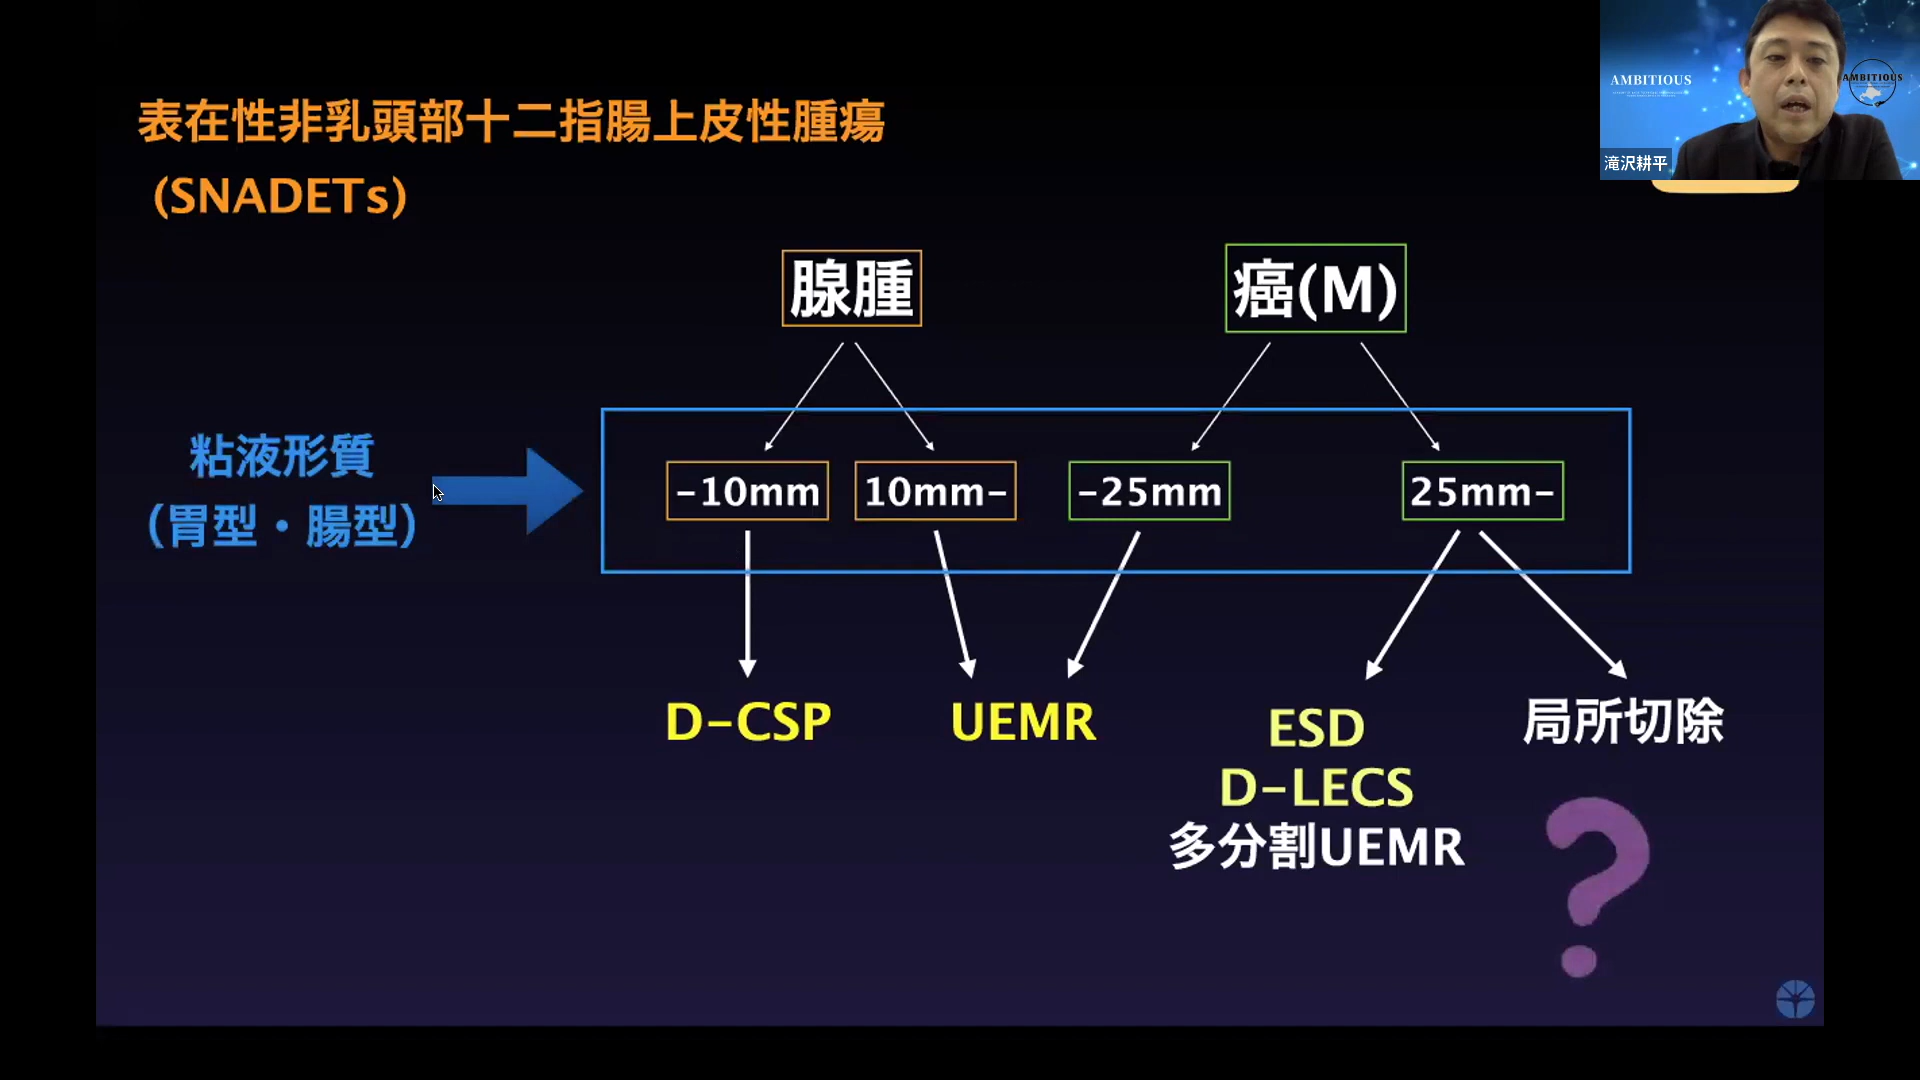 表在性非乳頭部十二指腸上皮性腫瘍
(SNADETs)
AMBITIOUS
AMBITIOUS
滝沢耕平
腺腫
癌(M)
粘液形質
(胃型・腸型)
-10mm
10mm-
-25mm
25mm-
D-CSP
UEMR
ESD
D-LECS
多分割UEMR
局所切除
?